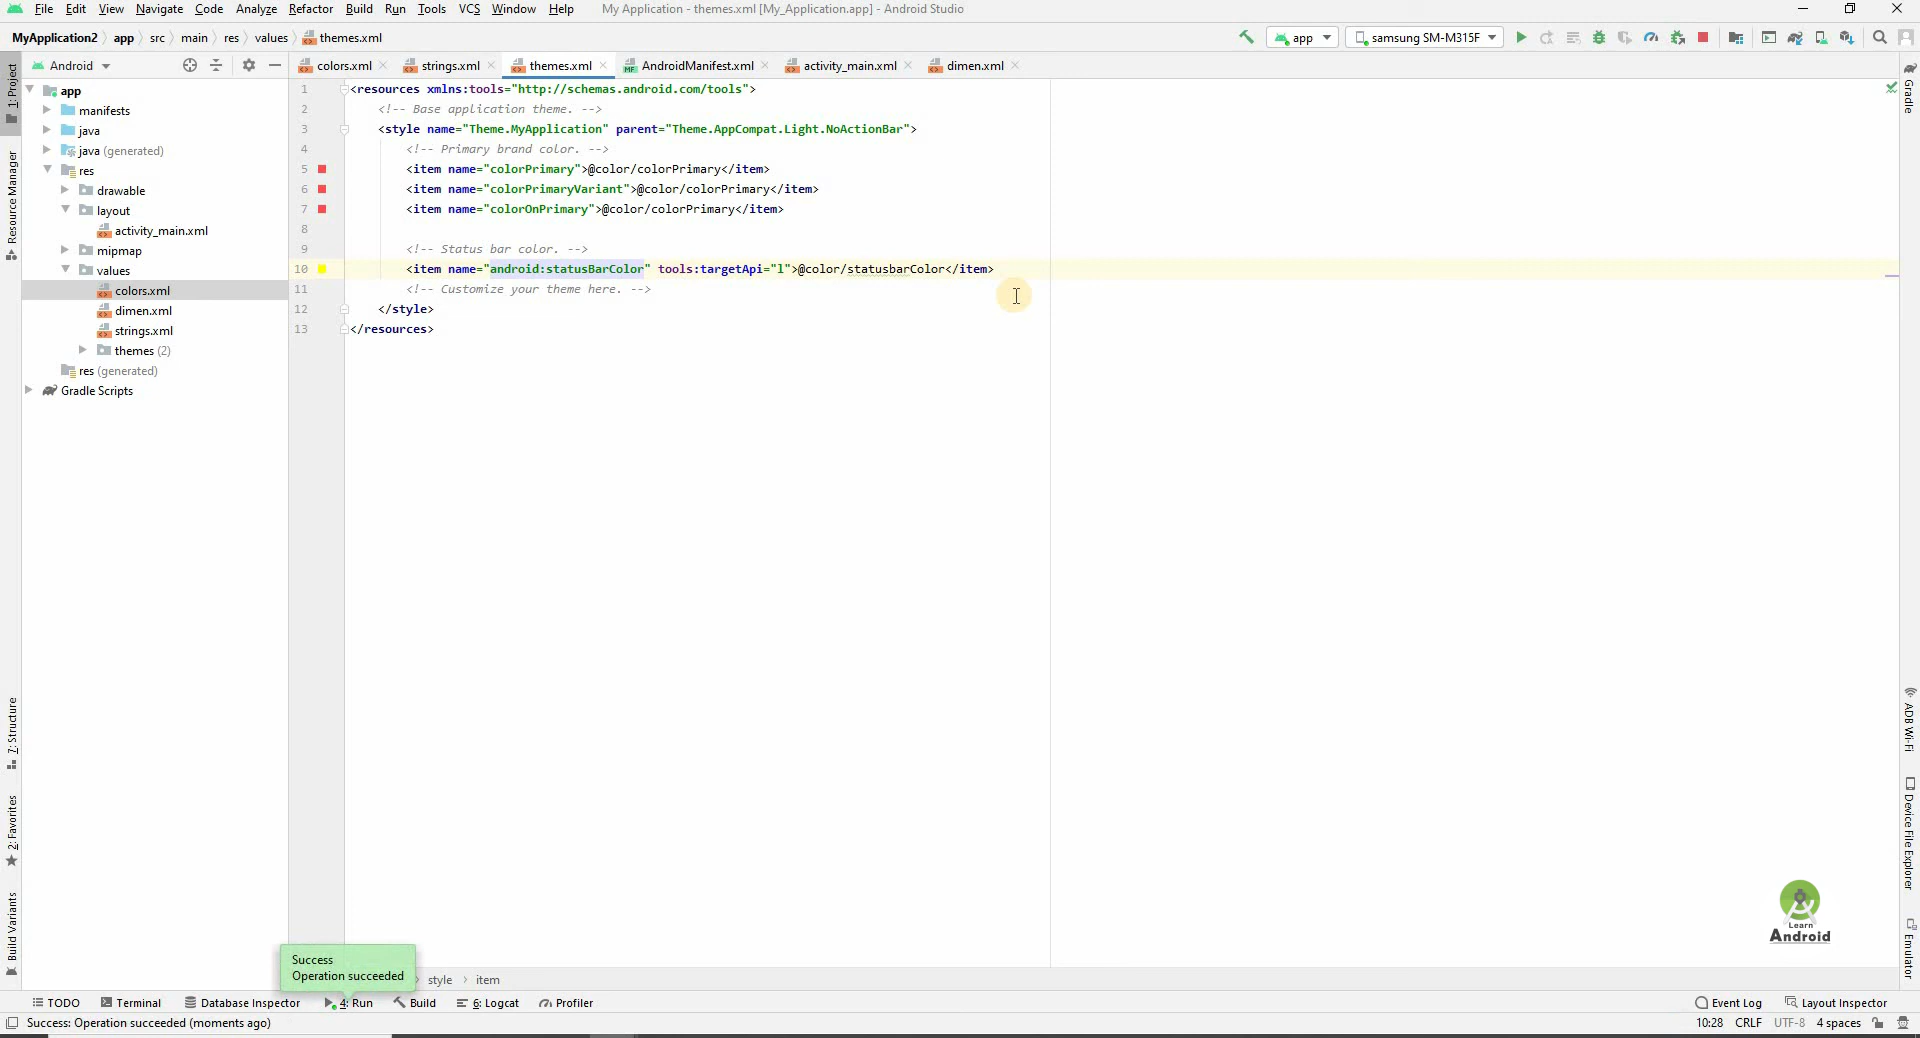 File Edit View Navigate Code Analyze Refactor Build Run Tools VCS Window Help My Application - themes.xml [My_Application.app] - Android Studio
MyApplication2 app src main res values themes.xml app samsung SM-M315F
Android colors.xml strings.xml themes.xml AndroidManifest.xml activity_main.xml dimen.xml
1: Project
Resource Manager
7: Structure
2: Favorites
Build Variants
app
manifests
java
java (generated)
res
drawable
layout
activity_main.xml
mipmap
values
colors.xml
dimen.xml
strings.xml
themes (2)
res (generated)
Gradle Scripts
1 <resources xmlns:tools="http://schemas.android.com/tools">
2 <!-- Base application theme. -->
3 <style name="Theme.MyApplication" parent="Theme.AppCompat.Light.NoActionBar">
4 <!-- Primary brand color. -->
5 <item name="colorPrimary">@color/colorPrimary</item>
6 <item name="colorPrimaryVariant">@color/colorPrimary</item>
7 <item name="colorOnPrimary">@color/colorPrimary</item>
8
9 <!-- Status bar color. -->
10 <item name="android:statusBarColor" tools:targetApi="l">@color/statusbarColor</item>
11 <!-- Customize your theme here. -->
12 </style>
13 </resources>
Gradle
ADB Wi-Fi
Device File Explorer
Emulator
Learn
Android
Success
Operation succeeded
style item
TODO Terminal Database Inspector 4: Run Build 6: Logcat Profiler Event Log Layout Inspector
Success: Operation succeeded (moments ago) 10:28 CRLF UTF-8 4 spaces